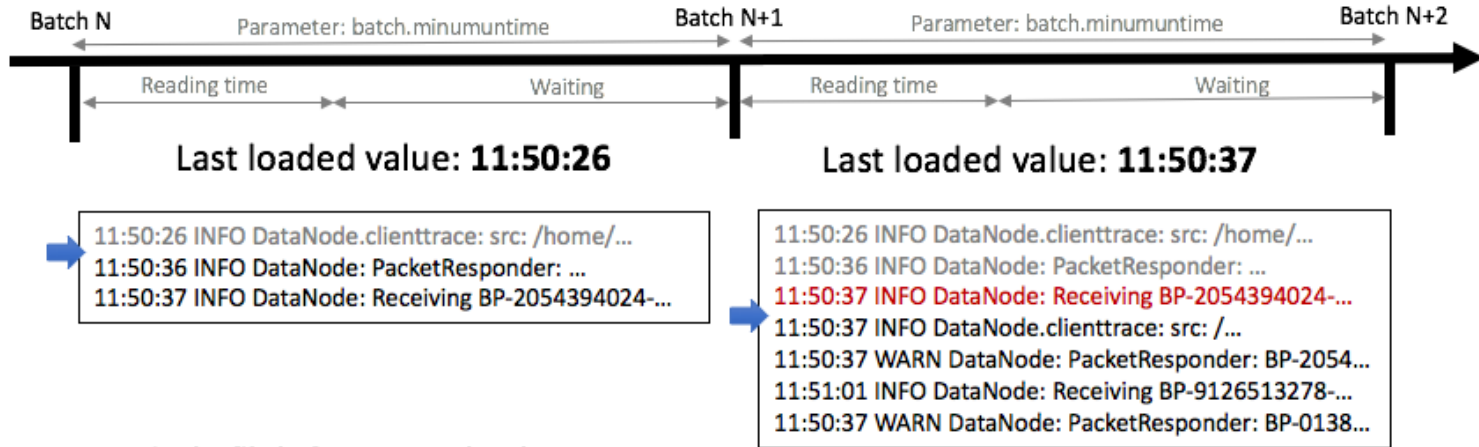 Batch N
Batch N+1
Batch N+2
Parameter: batch.minumuntime
Parameter: batch.minumuntime
Reading time
Waiting
Reading time
Waiting
Last loaded value: 11:50:26
Last loaded value: 11:50:37
11:50:26 INFO DataNode.clienttrace: src: /home/...
11:50:36 INFO DataNode: PacketResponder: ...
11:50:37 INFO DataNode: Receiving BP-2054394024-...
11:50:26 INFO DataNode.clienttrace: src: /home/...
11:50:36 INFO DataNode: PacketResponder: ...
11:50:37 INFO DataNode: Receiving BP-2054394024-...
11:50:37 INFO DataNode.clienttrace: src: /...
11:50:37 WARN DataNode: PacketResponder: BP-2054...
11:51:01 INFO DataNode: Receiving BP-9126513278-...
11:50:37 WARN DataNode: PacketResponder: BP-0138...